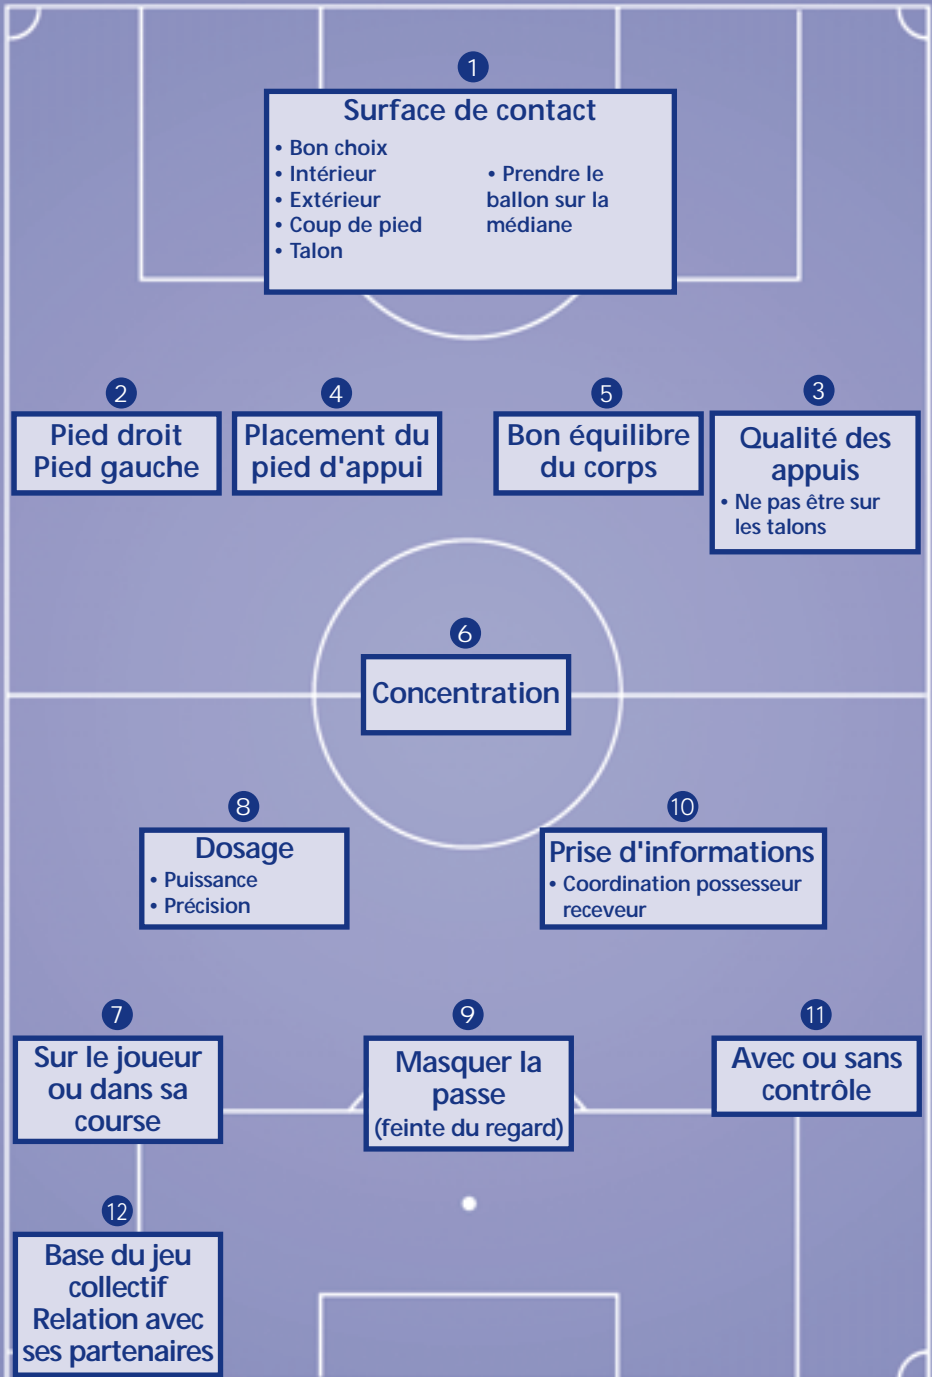 1
Surface de contact
• Bon choix
• Intérieur
• Extérieur
• Coup de pied
• Talon
• Prendre le
ballon sur la
médiane
2
Pied droit
Pied gauche
4
Placement du
pied d'appui
5
Bon équilibre
du corps
3
Qualité des
appuis
• Ne pas être sur
les talons
6
Concentration
8
Dosage
• Puissance
• Précision
10
Prise d'informations
• Coordination possesseur
receveur
7
Sur le joueur
ou dans sa
course
9
Masquer la
passe
(feinte du regard)
11
Avec ou sans
contrôle
12
Base du jeu
collectif
Relation avec
ses partenaires